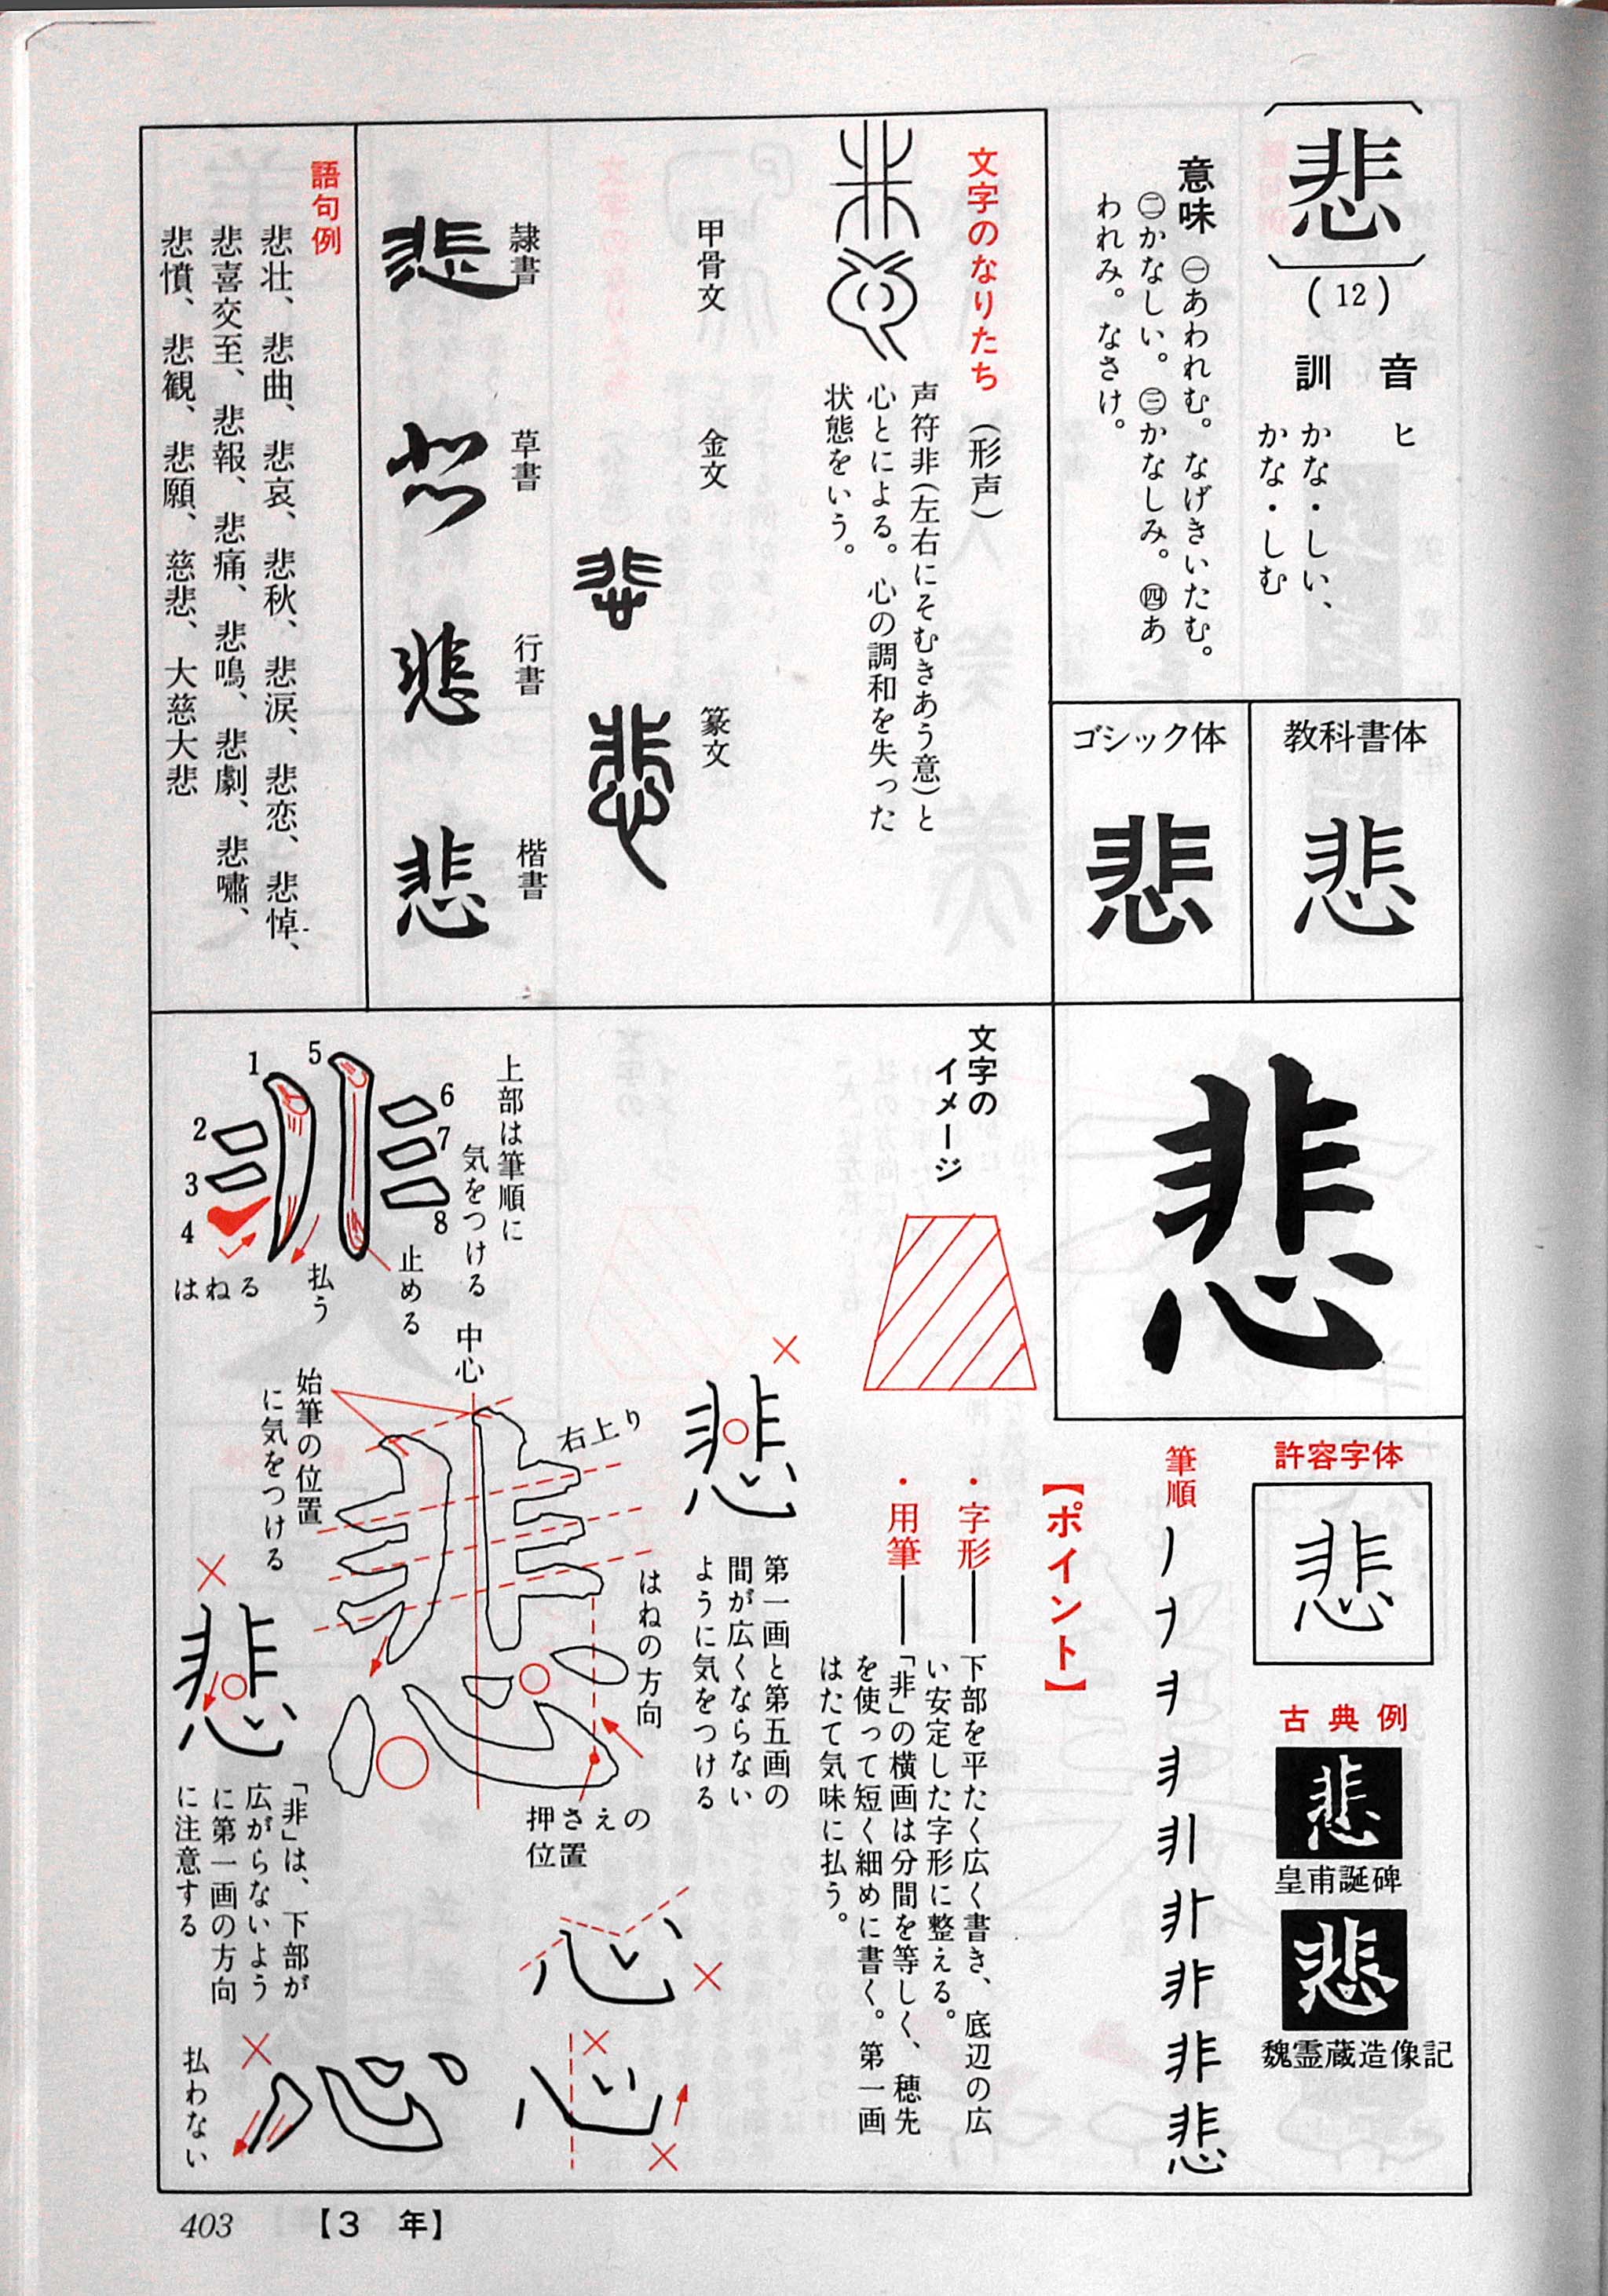 悲
(12)
音 ヒ
訓 かな・しい、
かな・しむ
意味 ㊀あわれむ。なげきいたむ。
㊁かなしい。㊂かなしみ。㊃あ
われみ。なさけ。
教科書体
悲
ゴシック体
悲
文字のなりたち（形声）
声符非（左右にそむきあう意）と
心とによる。心の調和を失った
状態をいう。
甲骨文
金文
篆文
隷書
悲
草書
悲
行書
悲
楷書
悲
語句例
悲壮、悲曲、悲哀、悲秋、悲涙、悲恋、悲悼、
悲喜交至、悲報、悲痛、悲鳴、悲劇、悲嘯、
悲憤、悲観、悲願、慈悲、大慈大悲
悲
許容字体
悲
古典例
悲
皇甫誕碑
悲
魏霊蔵造像記
筆順
非
悲
【ポイント】
・字形――下部を平たく広く書き、底辺の広
い安定した字形に整える。
・用筆――「非」の横画は分間を等しく、穂先
を使って短く細めに書く。第一画
はたて気味に払う。
文字の
イメージ
悲
第一画と第五画の
間が広くならない
ように気をつける
上部は筆順に
気をつける
1
2
3
4
5
6
7
8
はねる
払う
止める
中心
右上り
始筆の位置
に気をつける
はねの方向
押さえの
位置
悲
「非」は、下部が
広がらないよう
に第一画の方向
に注意する
心
心
心
払わない
403
【3 年】